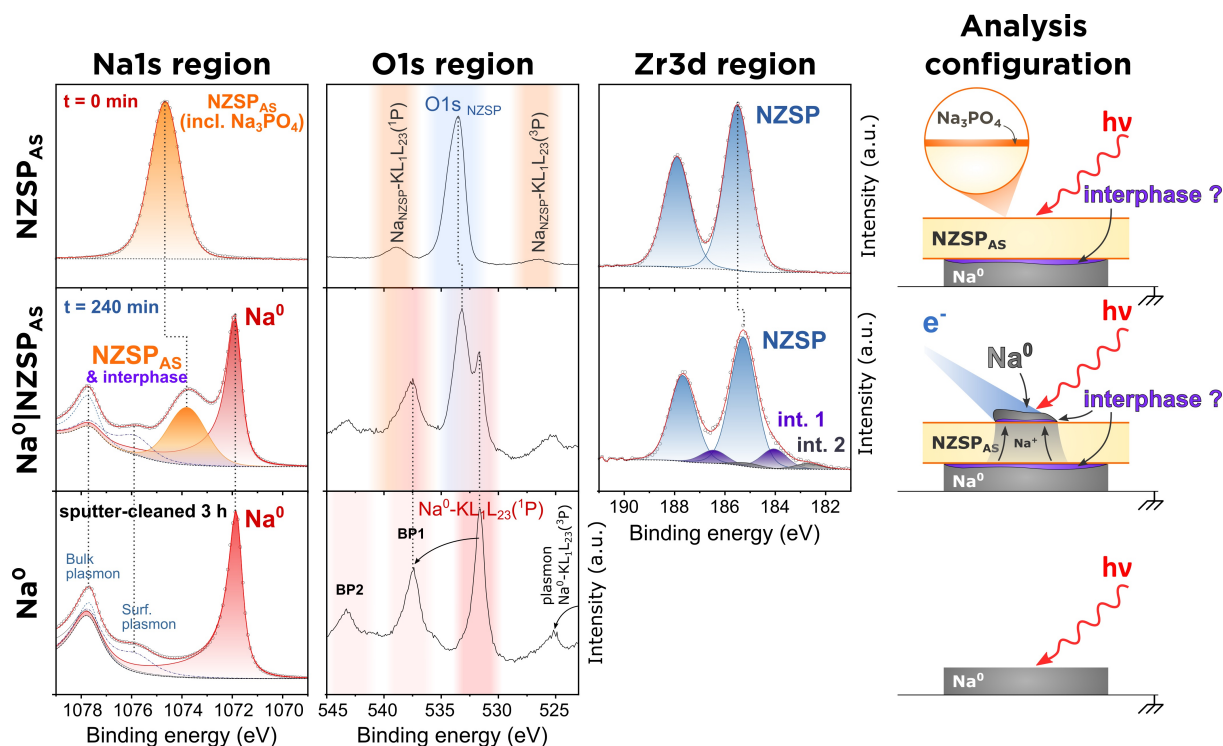 Na1s region
O1s region
Zr3d region
Analysis
configuration
NZSP_AS
t = 0 min
NZSP_AS
(incl. Na₃PO₄)
Na_NZSP-KL₁L₂₃(¹P)
O1s NZSP
Na_NZSP-KL₁L₂₃(³P)
NZSP
Intensity (a.u.)
Na₃PO₄
hν
interphase ?
NZSP_AS
Na⁰
Na⁰|NZSP_AS
t = 240 min
Na⁰
NZSP_AS
& interphase
NZSP
int. 1
int. 2
Intensity (a.u.)
e⁻
hν
Na⁰
interphase ?
NZSP_AS
Na⁺
Na⁰
190 188 186 184 182
Binding energy (eV)
Na⁰
sputter-cleaned 3 h
Na⁰
Bulk
plasmon
Surf.
plasmon
Na⁰-KL₁L₂₃(¹P)
BP1
BP2
plasmon
Na⁰-KL₁L₂₃(³P)
Intensity (a.u.)
hν
Na⁰
1078 1076 1074 1072 1070
Binding energy (eV)
545 540 535 530 525
Binding energy (eV)